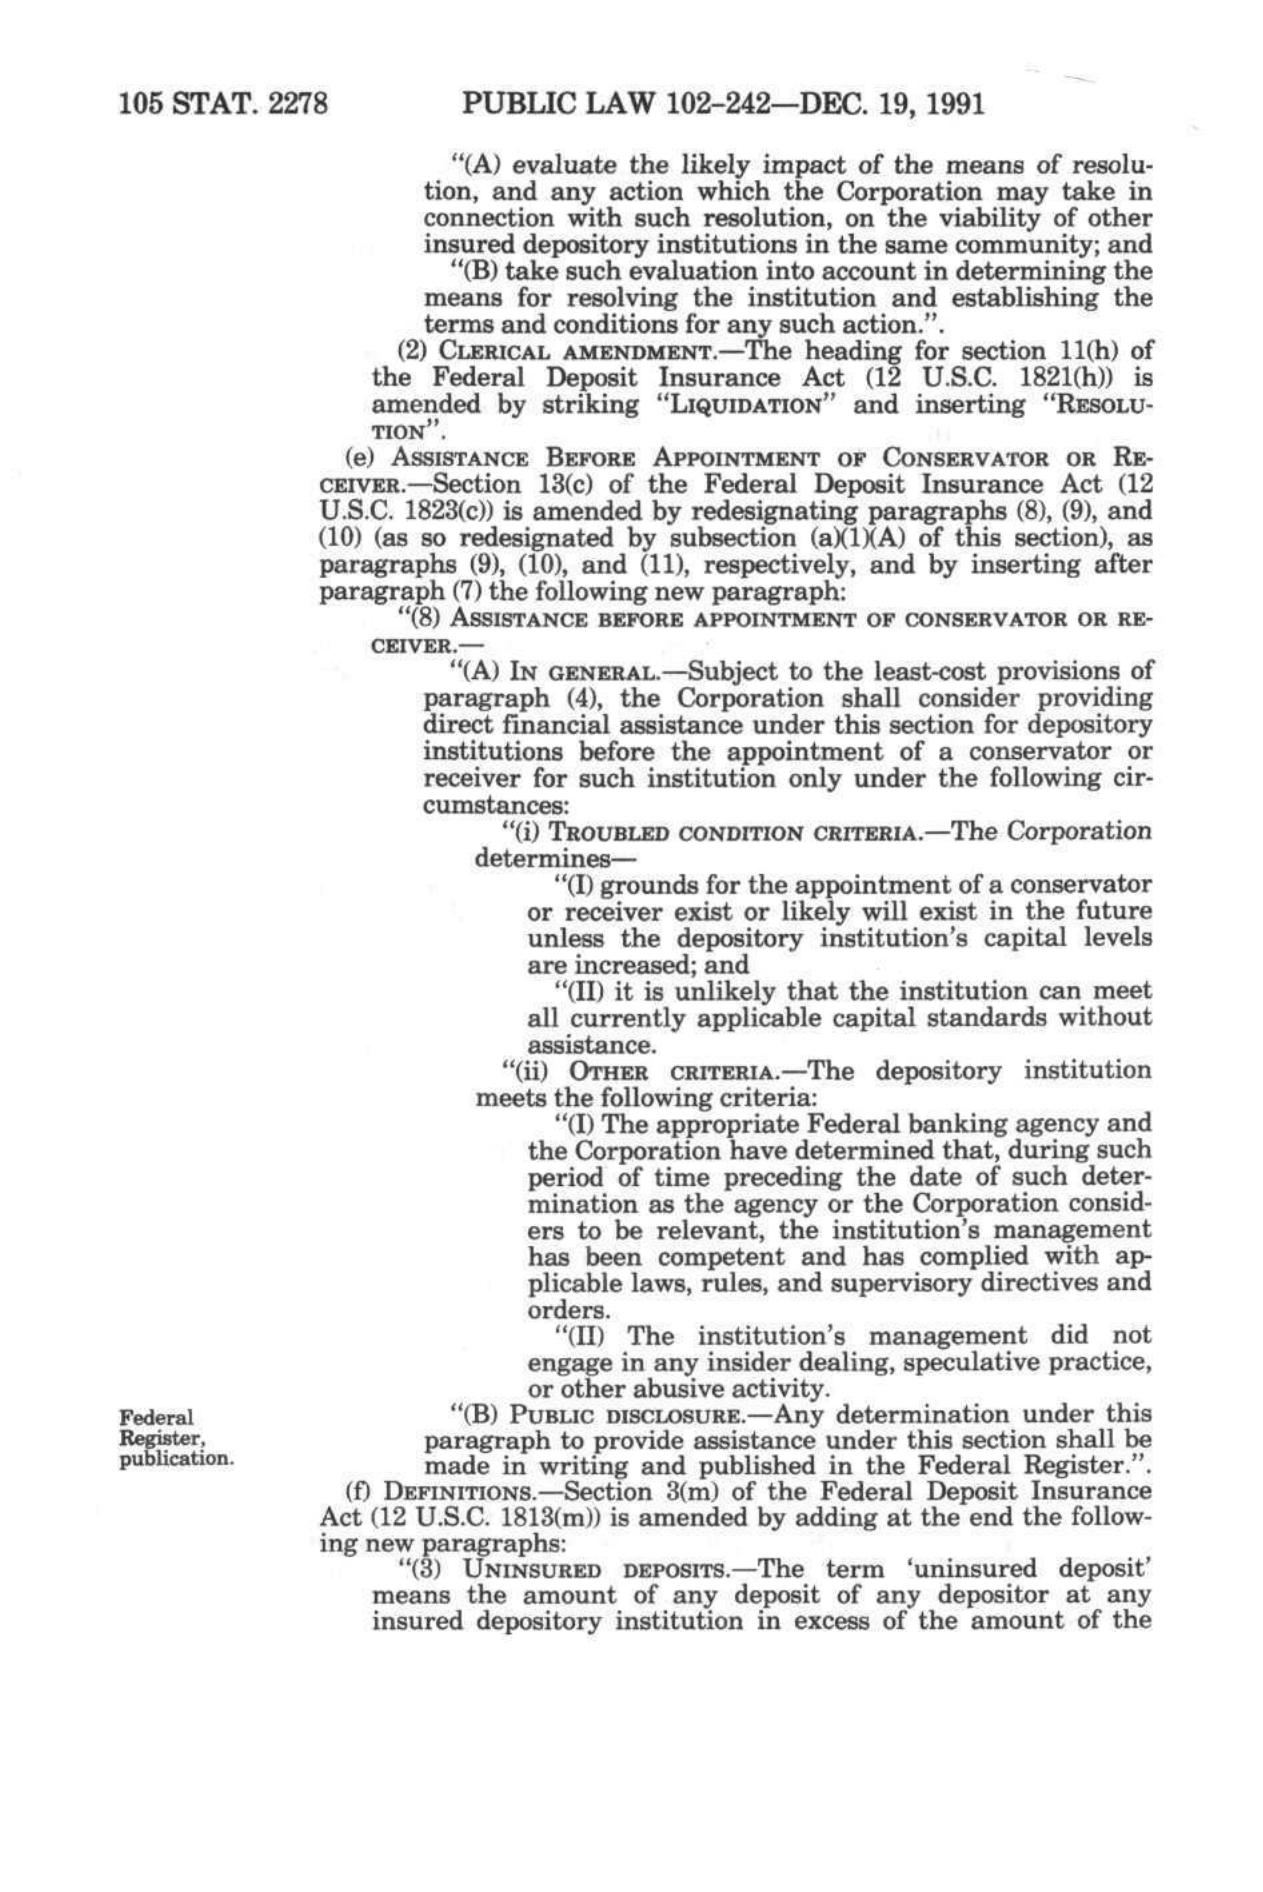 105 STAT. 2278 PUBLIC LAW 102–242—DEC. 19, 1991
“(A) evaluate the likely impact of the means of resolu-
tion, and any action which the Corporation may take in
connection with such resolution, on the viability of other
insured depository institutions in the same community; and
“(B) take such evaluation into account in determining the
means for resolving the institution and establishing the
terms and conditions for any such action.”.
(2) CLERICAL AMENDMENT.—The heading for section 11(h) of
the Federal Deposit Insurance Act (12 U.S.C. 1821(h)) is
amended by striking “LIQUIDATION” and inserting “RESOLU-
TION”.
(e) ASSISTANCE BEFORE APPOINTMENT OF CONSERVATOR OR RE-
CEIVER.—Section 13(c) of the Federal Deposit Insurance Act (12
U.S.C. 1823(c)) is amended by redesignating paragraphs (8), (9), and
(10) (as so redesignated by subsection (a)(1)(A) of this section), as
paragraphs (9), (10), and (11), respectively, and by inserting after
paragraph (7) the following new paragraph:
“(8) ASSISTANCE BEFORE APPOINTMENT OF CONSERVATOR OR RE-
CEIVER.—
“(A) IN GENERAL.—Subject to the least-cost provisions of
paragraph (4), the Corporation shall consider providing
direct financial assistance under this section for depository
institutions before the appointment of a conservator or
receiver for such institution only under the following cir-
cumstances:
“(i) TROUBLED CONDITION CRITERIA.—The Corporation
determines—
“(I) grounds for the appointment of a conservator
or receiver exist or likely will exist in the future
unless the depository institution's capital levels
are increased; and
“(II) it is unlikely that the institution can meet
all currently applicable capital standards without
assistance.
“(ii) OTHER CRITERIA.—The depository institution
meets the following criteria:
“(I) The appropriate Federal banking agency and
the Corporation have determined that, during such
period of time preceding the date of such deter-
mination as the agency or the Corporation consid-
ers to be relevant, the institution's management
has been competent and has complied with ap-
plicable laws, rules, and supervisory directives and
orders.
“(II) The institution's management did not
engage in any insider dealing, speculative practice,
or other abusive activity.
Federal
Register,
publication.
“(B) PUBLIC DISCLOSURE.—Any determination under this
paragraph to provide assistance under this section shall be
made in writing and published in the Federal Register.”.
(f) DEFINITIONS.—Section 3(m) of the Federal Deposit Insurance
Act (12 U.S.C. 1813(m)) is amended by adding at the end the follow-
ing new paragraphs:
“(3) UNINSURED DEPOSITS.—The term ‘uninsured deposit’
means the amount of any deposit of any depositor at any
insured depository institution in excess of the amount of the